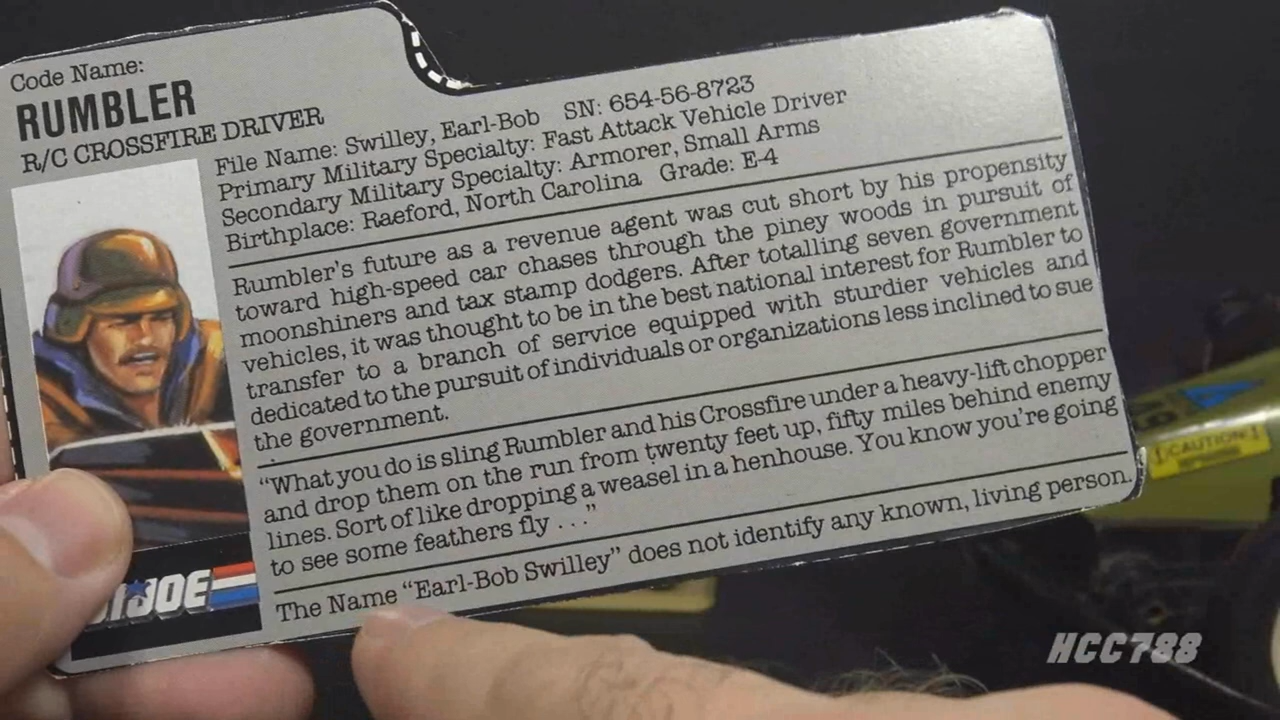 Code Name:
RUMBLER
R/C CROSSFIRE DRIVER
File Name: Swilley, Earl-Bob SN: 654-56-8723
Primary Military Specialty: Fast Attack Vehicle Driver
Secondary Military Specialty: Armorer, Small Arms
Birthplace: Raeford, North Carolina Grade: E-4
Rumbler's future as a revenue agent was cut short by his propensity
toward high-speed car chases through the piney woods in pursuit of
moonshiners and tax stamp dodgers. After totalling seven government
vehicles, it was thought to be in the best national interest for Rumbler to
transfer to a branch of service equipped with sturdier vehicles and
dedicated to the pursuit of individuals or organizations less inclined to sue
the government.
"What you do is sling Rumbler and his Crossfire under a heavy-lift chopper
and drop them on the run from twenty feet up, fifty miles behind enemy
lines. Sort of like dropping a weasel in a henhouse. You know you're going
to see some feathers fly . . ."
The Name "Earl-Bob Swilley" does not identify any known, living person.
GI JOE
CAUTION!
HCC788